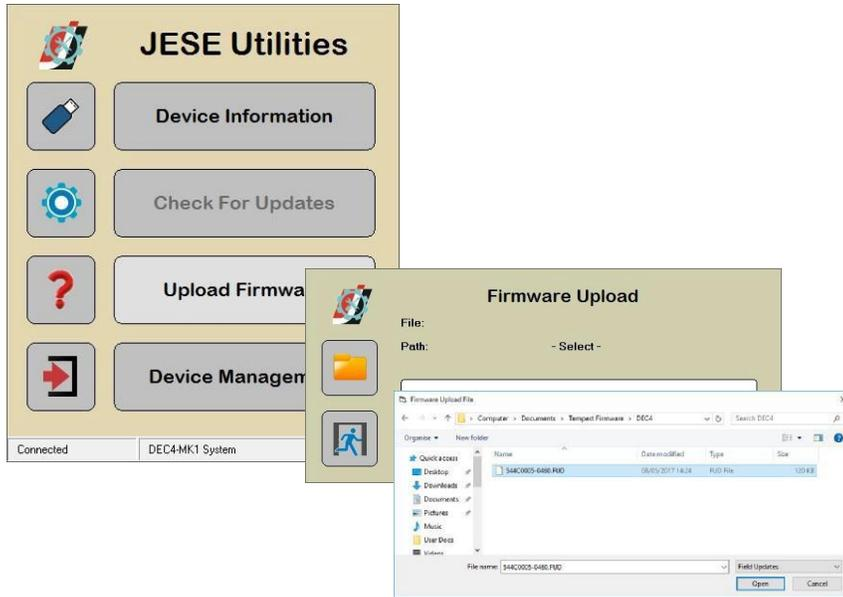 JESE Utilities
Device Information
Check For Updates
Upload Firmwa
Device Managem
Connected
DEC4-MK1 System
Firmware Upload
File:
Path:
- Select -
Firmware Upload File
Computer > Documents > Tempest Firmware > DEC4
Search DEC4
Organise
New folder
Name
Date modified
Type
Size
Quick access
Desktop
Downloads
Documents
Pictures
Music
User Docs
Videos
544C0005-0460.FUD
08/05/2017 14:24
FUD File
120 KB
File name:
544C0005-0460.FUD
Field Updates
Open
Cancel